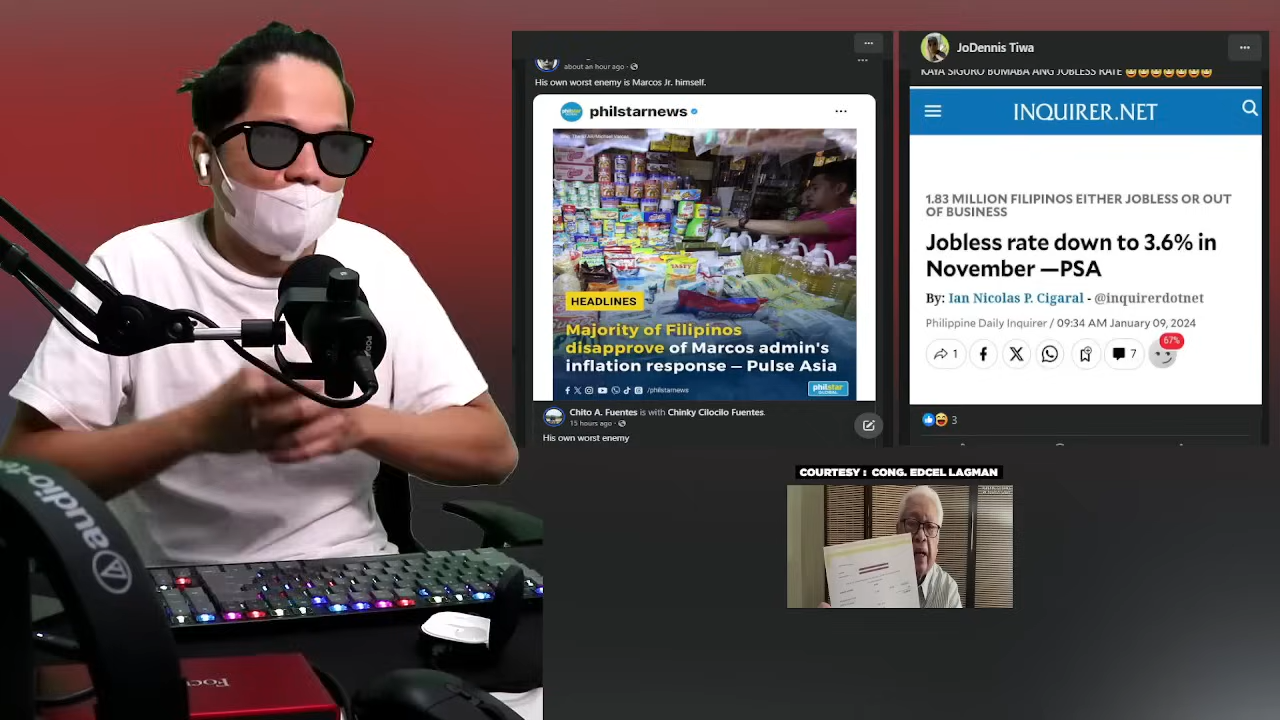 about an hour ago ·
His own worst enemy is Marcos Jr. himself.
philstarnews
HEADLINES
Majority of Filipinos
disapprove of Marcos admin's
inflation response — Pulse Asia
/philstarnews
philstar
GLOBAL
Chito A. Fuentes is with Chinky Cilocilo Fuentes.
15 hours ago ·
His own worst enemy
JoDennis Tiwa
KAYA SIGURO BUMABA ANG JOBLESS RATE 😆😆😆😆😆😆😆
INQUIRER.NET
1.83 MILLION FILIPINOS EITHER JOBLESS OR OUT
OF BUSINESS
Jobless rate down to 3.6% in
November —PSA
By: Ian Nicolas P. Cigaral - @inquirerdotnet
Philippine Daily Inquirer / 09:34 AM January 09, 2024
1
7
67%
3
COURTESY : CONG. EDCEL LAGMAN
audio-te
Focu